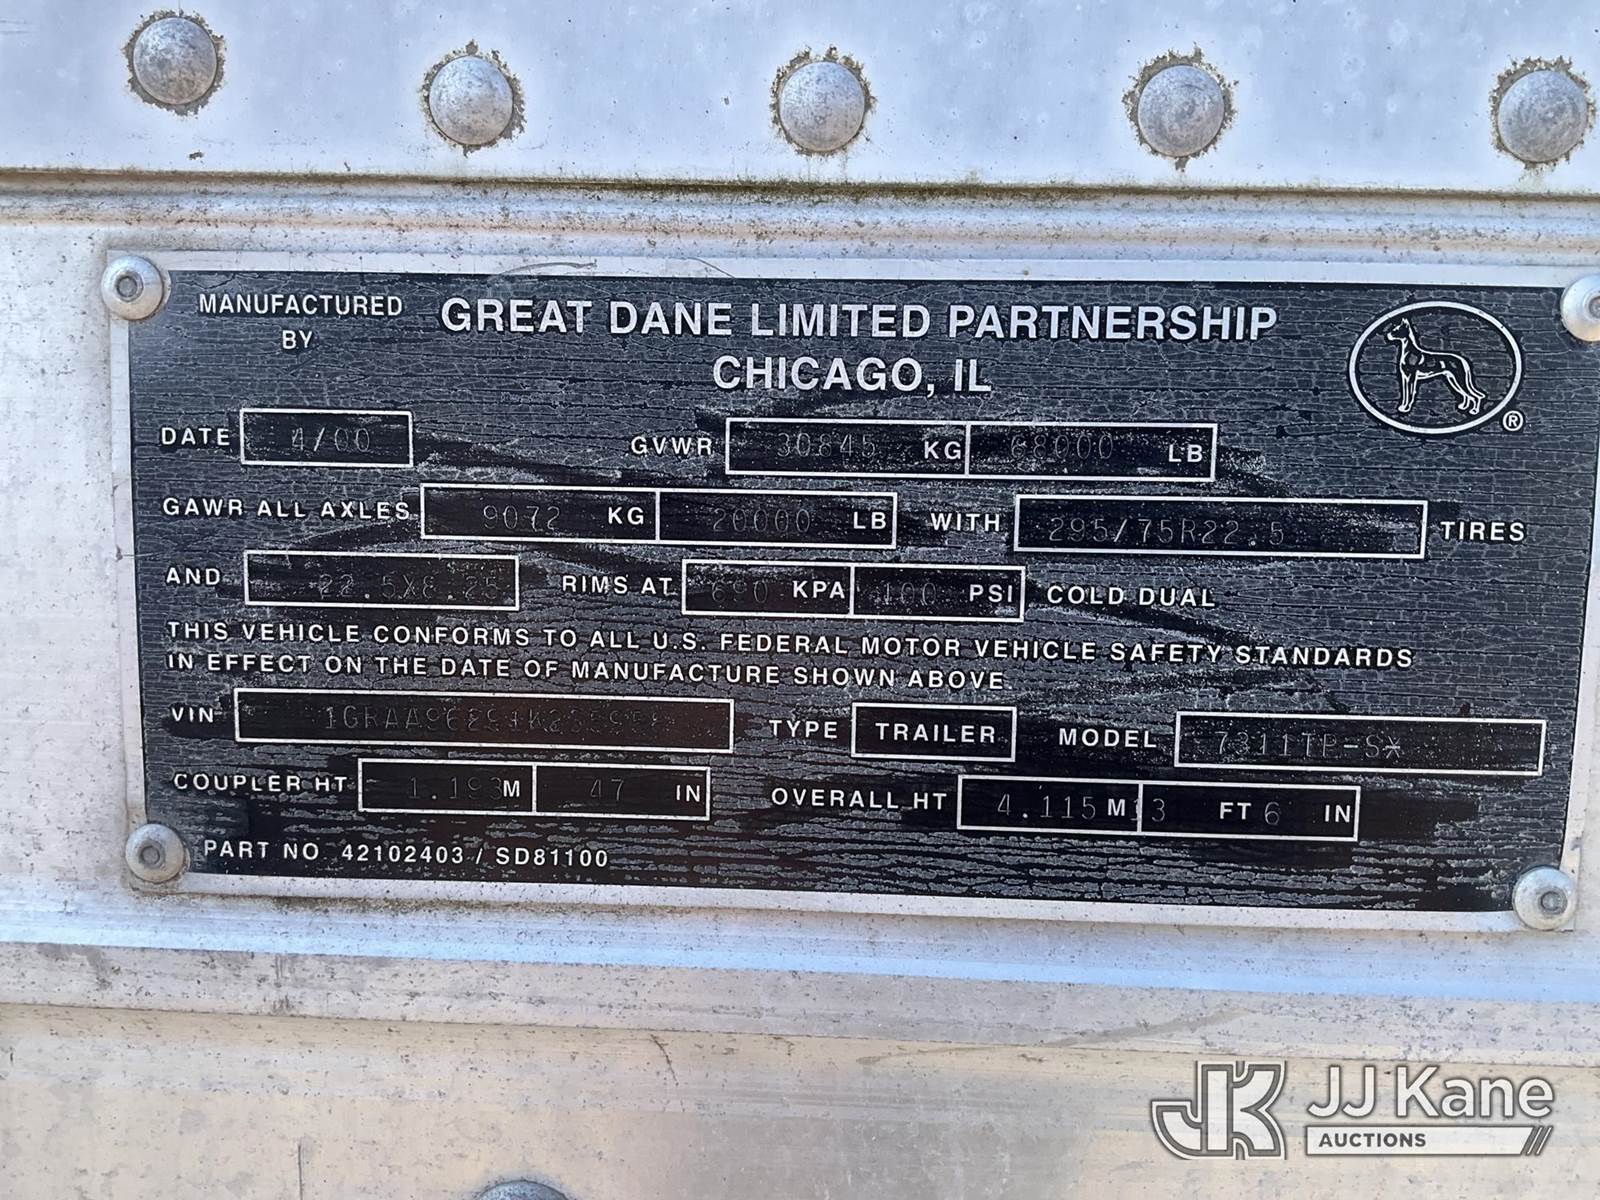 MANUFACTURED BY GREAT DANE LIMITED PARTNERSHIP
CHICAGO, IL
®
DATE 4/00 GVWR 30845 KG 68000 LB
GAWR ALL AXLES 9072 KG 20000 LB WITH 295/75R22.5 TIRES
AND 22.5X8.25 RIMS AT 690 KPA 100 PSI COLD DUAL
THIS VEHICLE CONFORMS TO ALL U.S. FEDERAL MOTOR VEHICLE SAFETY STANDARDS
IN EFFECT ON THE DATE OF MANUFACTURE SHOWN ABOVE.
VIN TYPE TRAILER MODEL 7311TP-S*
COUPLER HT 1.193 M 47 IN OVERALL HT 4.115 M 13 FT 6 IN
PART NO. 42102403 / SD81100
JK JJ Kane
AUCTIONS